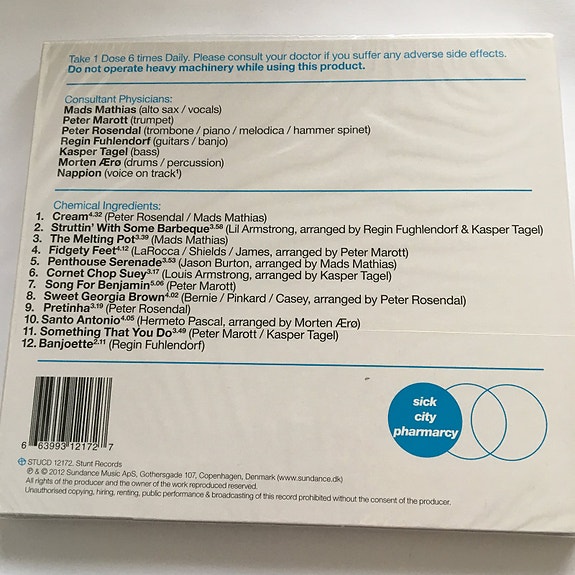 Take 1 Dose 6 times Daily. Please consult your doctor if you suffer any adverse side effects.
Do not operate heavy machinery while using this product.
Consultant Physicians:
Mads Mathias (alto sax / vocals)
Peter Marott (trumpet)
Peter Rosendal (trombone / piano / melodica / hammer spinet)
Regin Fuhlendorf (guitars / banjo)
Kasper Tagel (bass)
Morten Ærø (drums / percussion)
Nappion (voice on track¹)
Chemical Ingredients:
1. Cream⁴·³² (Peter Rosendal / Mads Mathias)
2. Struttin' With Some Barbeque³·⁵⁸ (Lil Armstrong, arranged by Regin Fughlendorf & Kasper Tagel)
3. The Melting Pot³·³⁹ (Mads Mathias)
4. Fidgety Feet⁴·¹² (LaRocca / Shields / James, arranged by Peter Marott)
5. Penthouse Serenade³·⁵³ (Jason Burton, arranged by Mads Mathias)
6. Cornet Chop Suey³·¹⁷ (Louis Armstrong, arranged by Kasper Tagel)
7. Song For Benjamin⁵·⁰⁶ (Peter Marott)
8. Sweet Georgia Brown⁴·⁰² (Bernie / Pinkard / Casey, arranged by Peter Rosendal)
9. Pretinha³·¹⁹ (Peter Rosendal)
10. Santo Antonio⁴·⁰⁵ (Hermeto Pascal, arranged by Morten Ærø)
11. Something That You Do³·⁴⁹ (Peter Marott / Kasper Tagel)
12. Banjoette²·¹¹ (Regin Fuhlendorf)
sick
city
pharmarcy
6 63993 12172 7
STUCD 12172. Stunt Records
℗ & © 2012 Sundance Music ApS, Gothersgade 107, Copenhagen, Denmark (www.sundance.dk)
All rights of the producer and the owner of the work reproduced reserved.
Unauthorised copying, hiring, renting, public performance & broadcasting of this record prohibited without the consent of the producer.